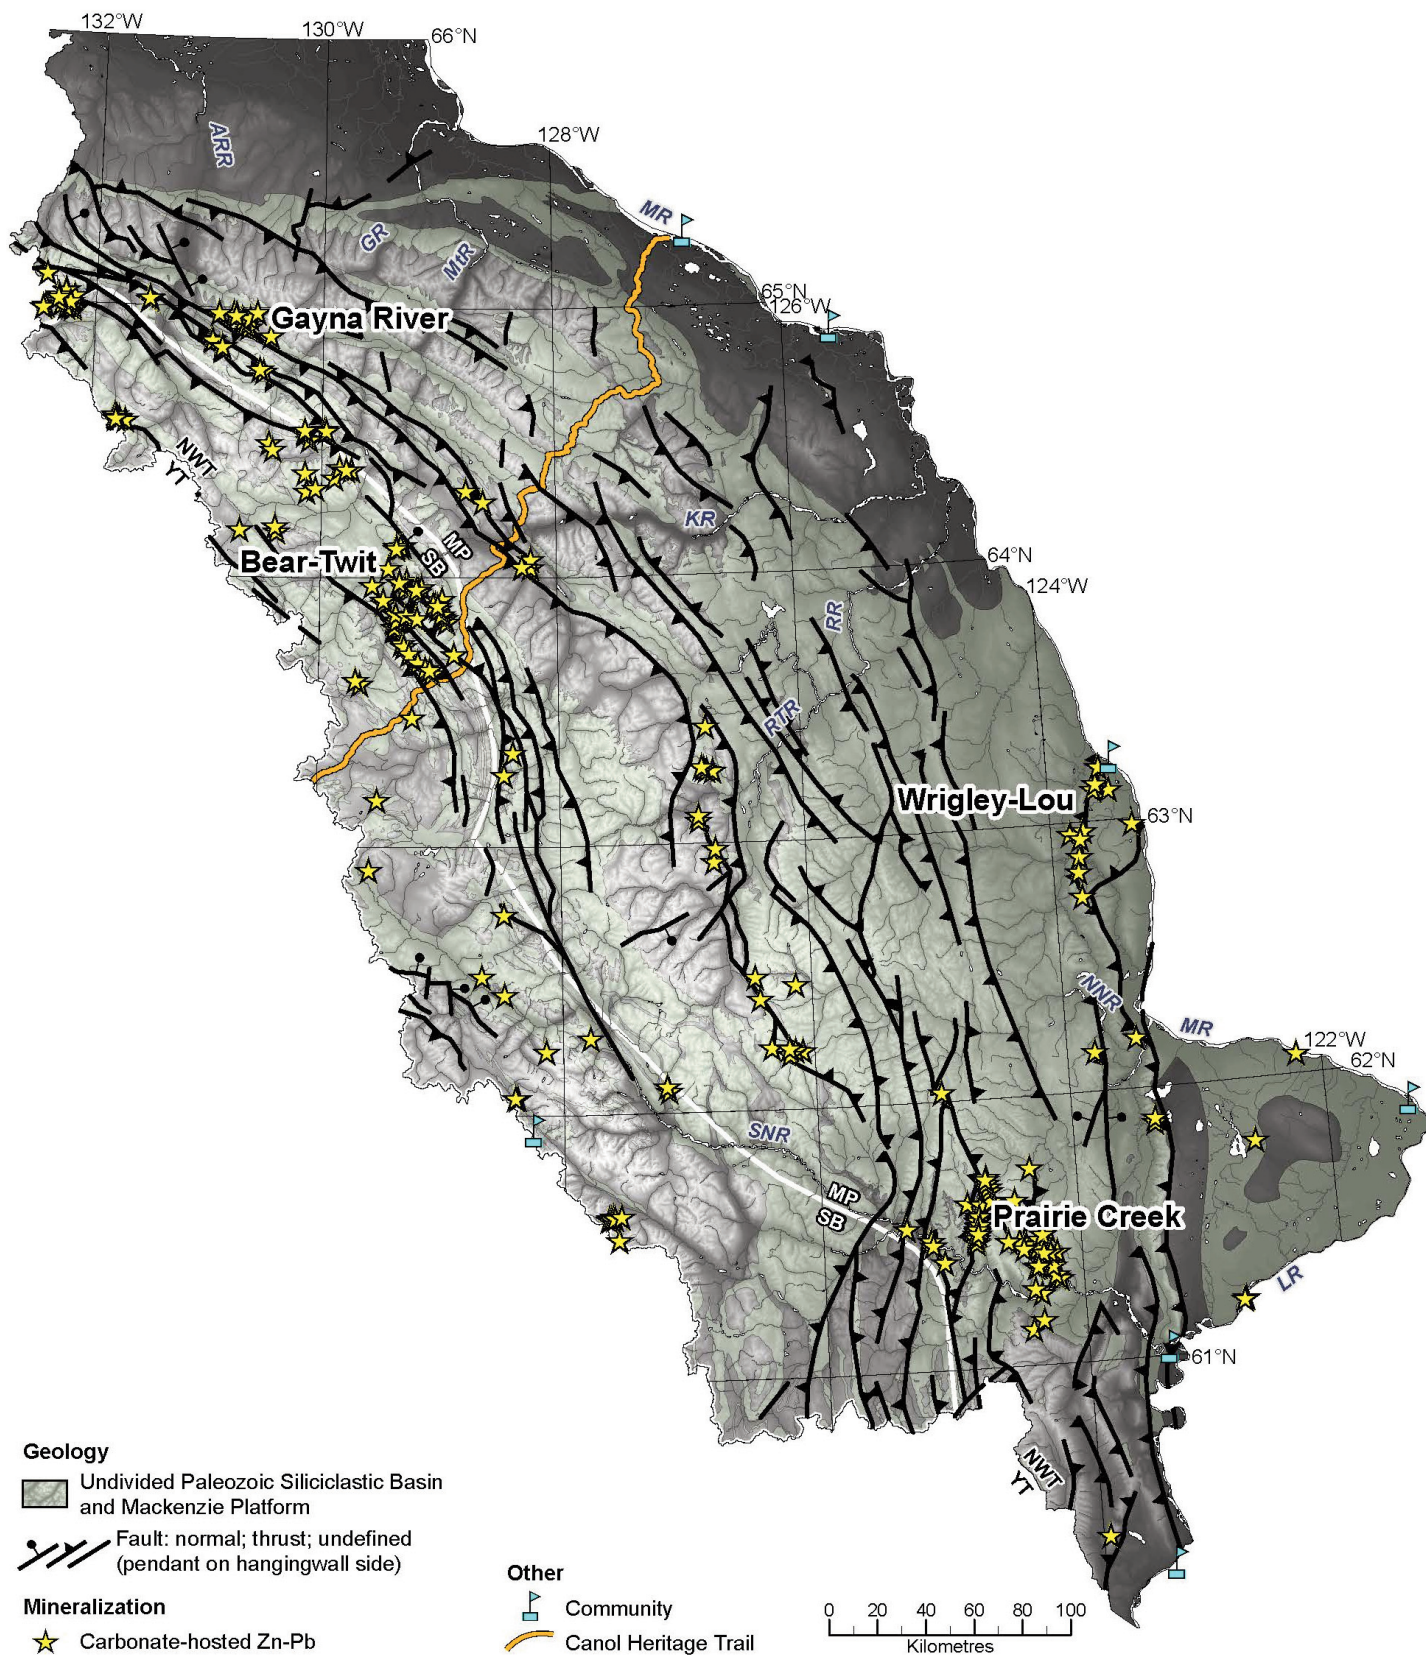 132°W
130°W
66°N
ARR
128°W
MR
GR
MtR
65°N
126°W
Gayna River
NWT
YT
KR
MP
SB
Bear-Twit
64°N
124°W
RR
RTR
Wrigley-Lou
63°N
NNR
MR
122°W
62°N
SNR
MP
SB
Prairie Creek
LR
61°N
NWT
YT
Geology
Undivided Paleozoic Siliciclastic Basin
and Mackenzie Platform
Fault: normal; thrust; undefined
(pendant on hangingwall side)
Mineralization
Carbonate-hosted Zn-Pb
Other
Community
Canol Heritage Trail
0 20 40 60 80 100
Kilometres